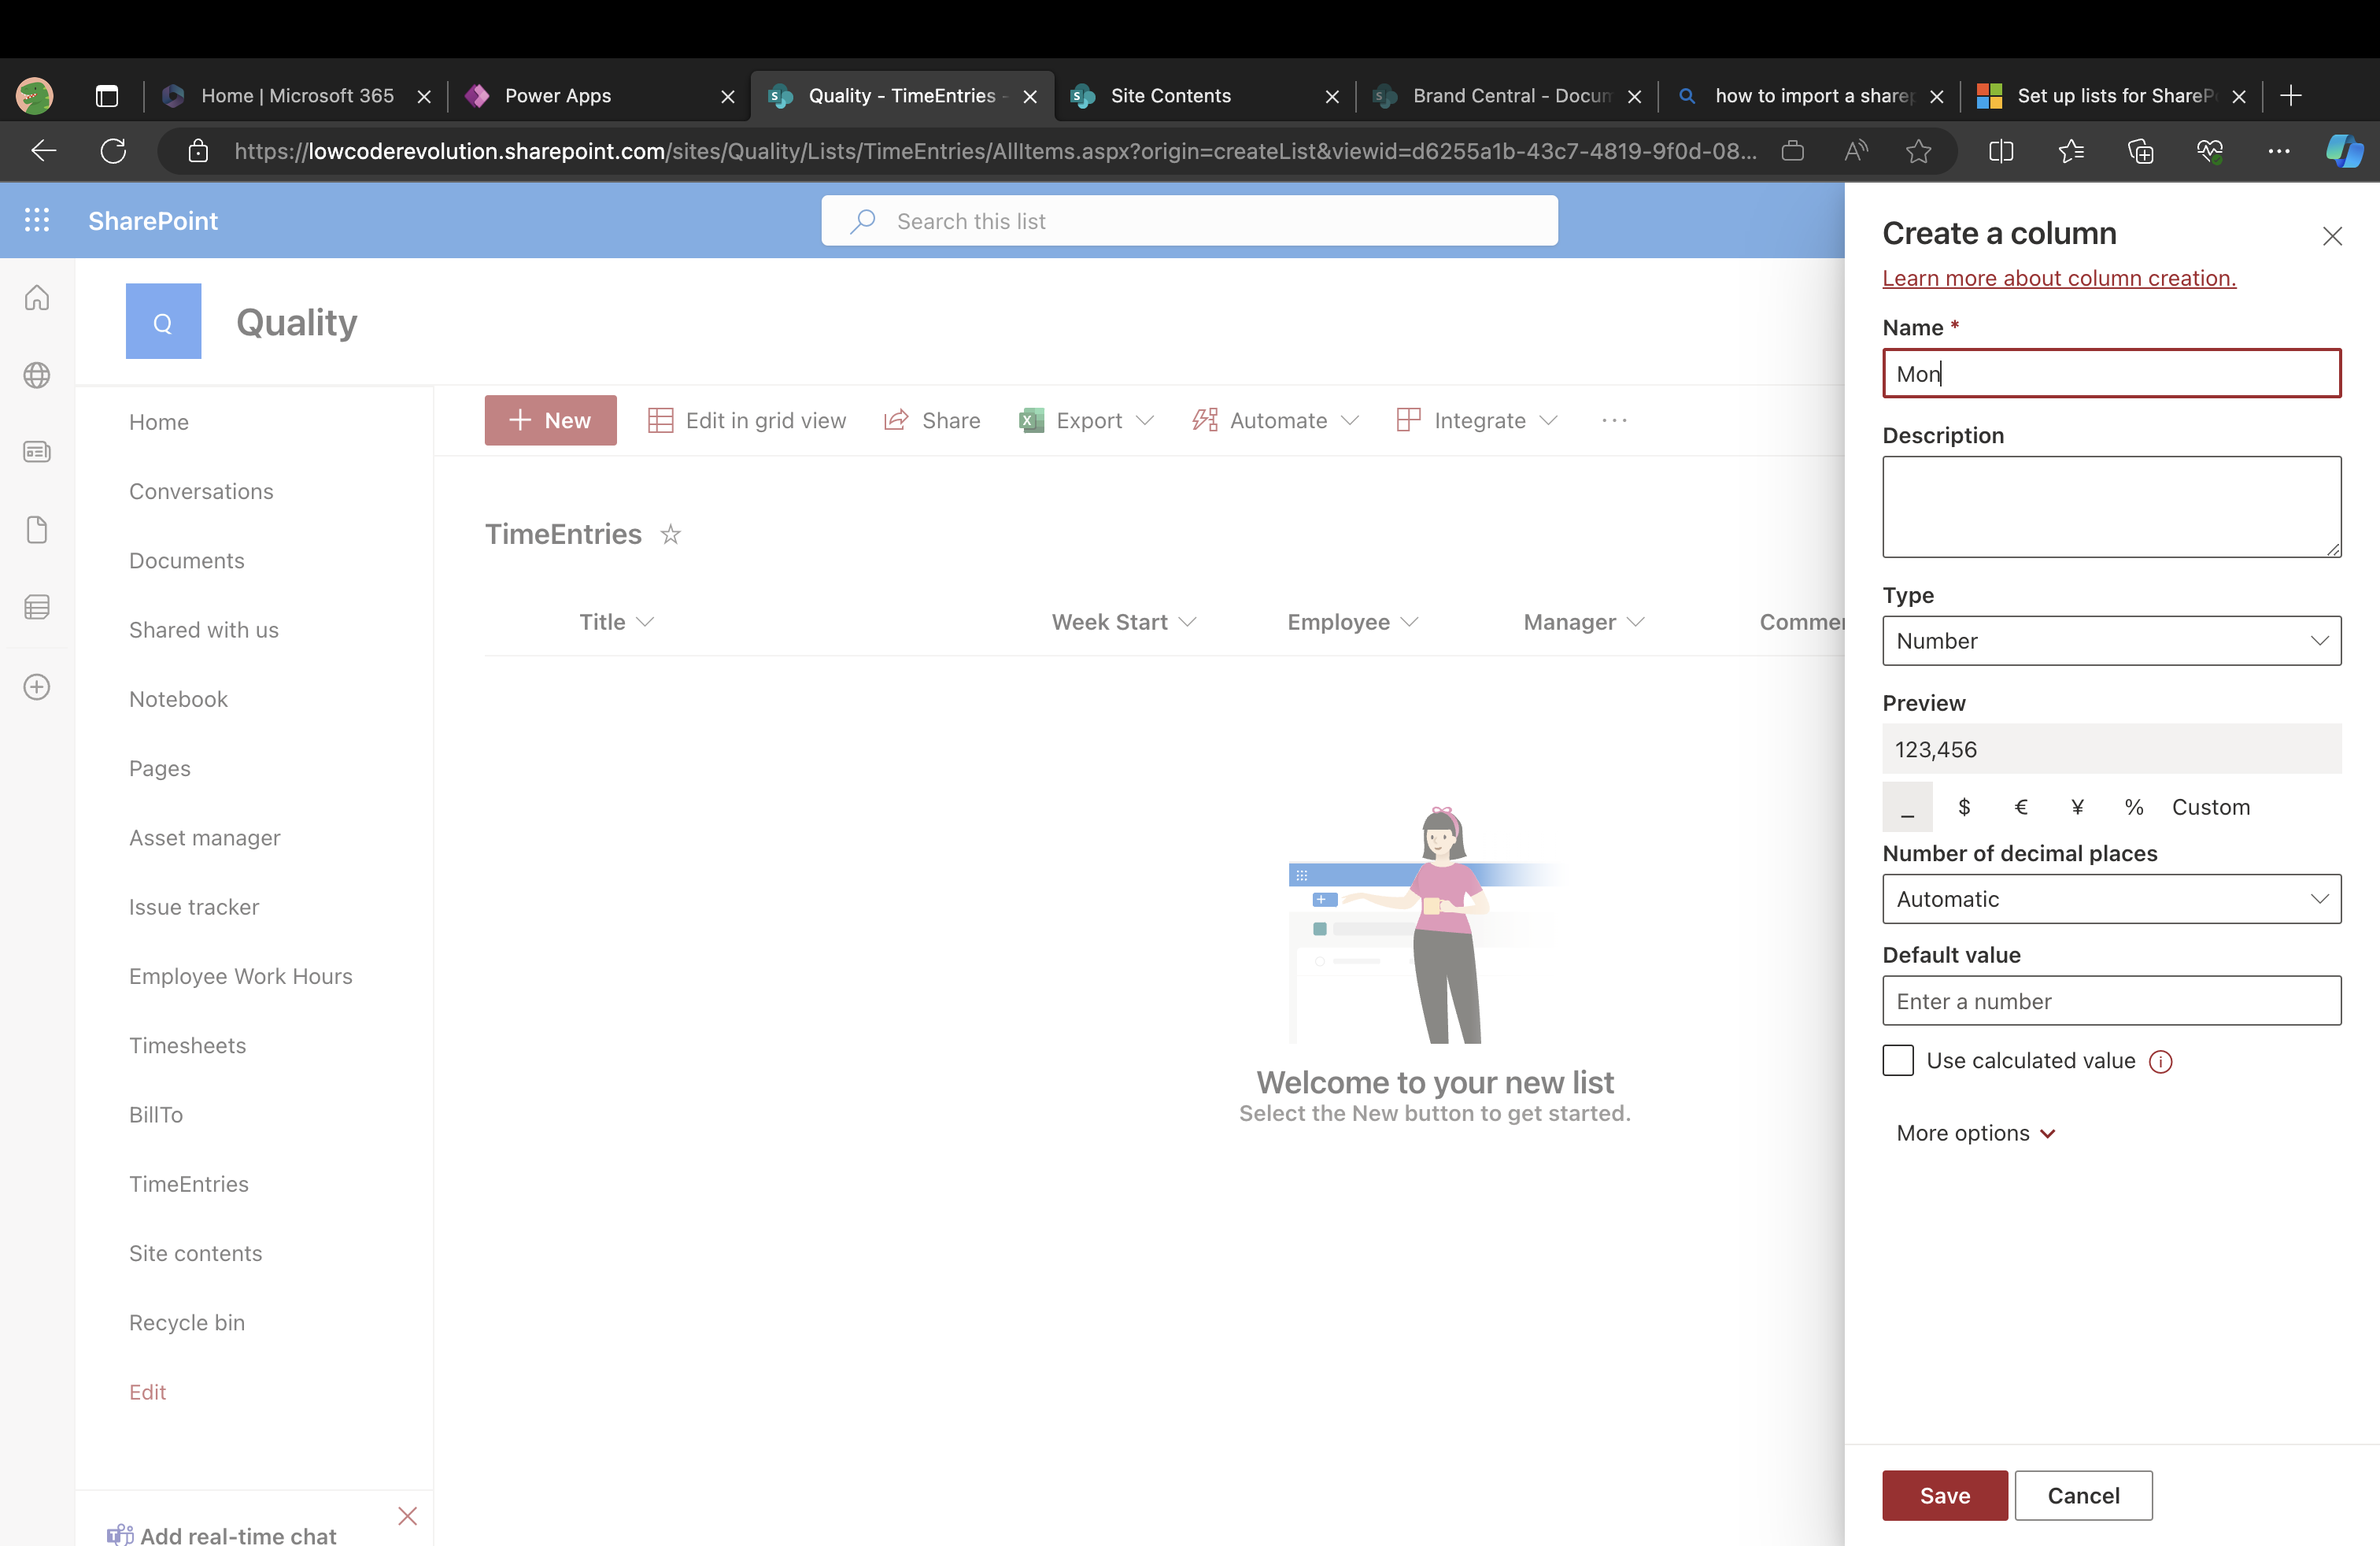 Home | Microsoft 365
Power Apps
Quality - TimeEntries -
Site Contents
Brand Central - Docum
how to import a sharep
Set up lists for ShareP
https://lowcoderevolution.sharepoint.com/sites/Quality/Lists/TimeEntries/AllItems.aspx?origin=createList&viewid=d6255a1b-43c7-4819-9f0d-08...
SharePoint
Search this list
Q
Quality
Home
Conversations
Documents
Shared with us
Notebook
Pages
Asset manager
Issue tracker
Employee Work Hours
Timesheets
BillTo
TimeEntries
Site contents
Recycle bin
Edit
Add real-time chat
New
Edit in grid view
Share
Export
Automate
Integrate
TimeEntries
Title
Week Start
Employee
Manager
Commen
Welcome to your new list
Select the New button to get started.
Create a column
Learn more about column creation.
Name *
Mon
Description
Type
Number
Preview
123,456
_ $ € ¥ % Custom
Number of decimal places
Automatic
Default value
Enter a number
Use calculated value
More options
Save
Cancel